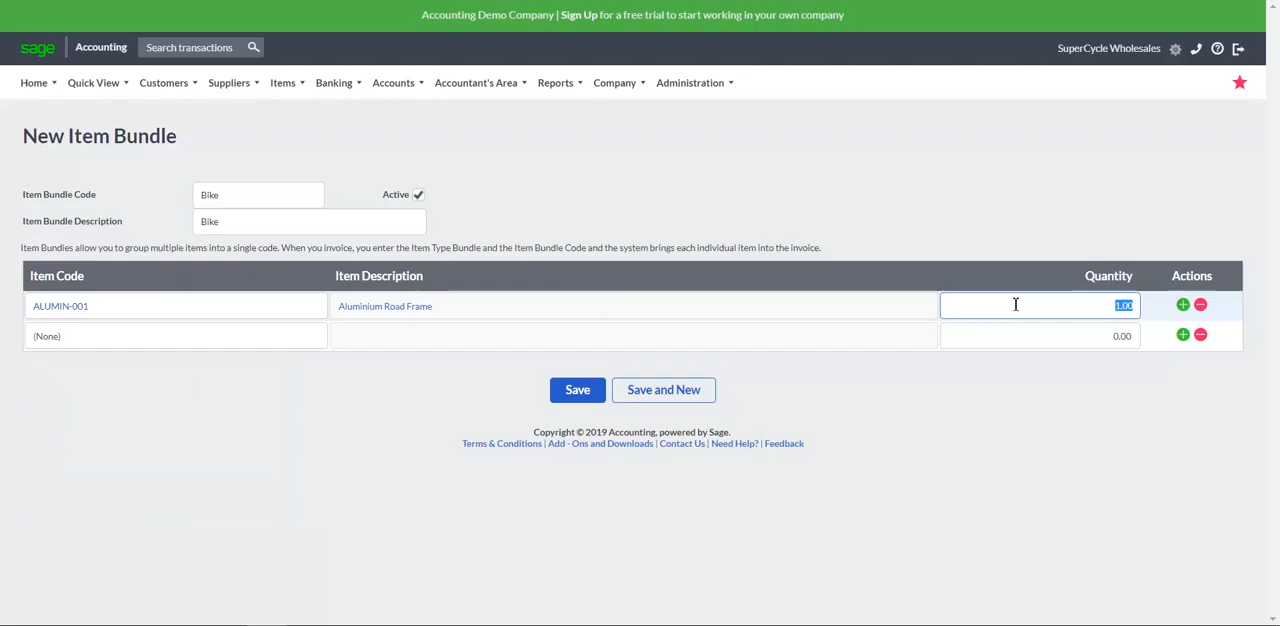 Accounting Demo Company | Sign Up for a free trial to start working in your own company
sage Accounting Search transactions SuperCycle Wholesales
Home Quick View Customers Suppliers Items Banking Accounts Accountant's Area Reports Company Administration
New Item Bundle
Item Bundle Code Bike Active
Item Bundle Description Bike
Item Bundles allow you to group multiple items into a single code. When you invoice, you enter the Item Type Bundle and the Item Bundle Code and the system brings each individual item into the invoice.
Item Code Item Description Quantity Actions
ALUMIN-001 Aluminium Road Frame 1.00
(None) 0.00
Save Save and New
Copyright © 2019 Accounting, powered by Sage.
Terms & Conditions | Add - Ons and Downloads | Contact Us | Need Help? | Feedback